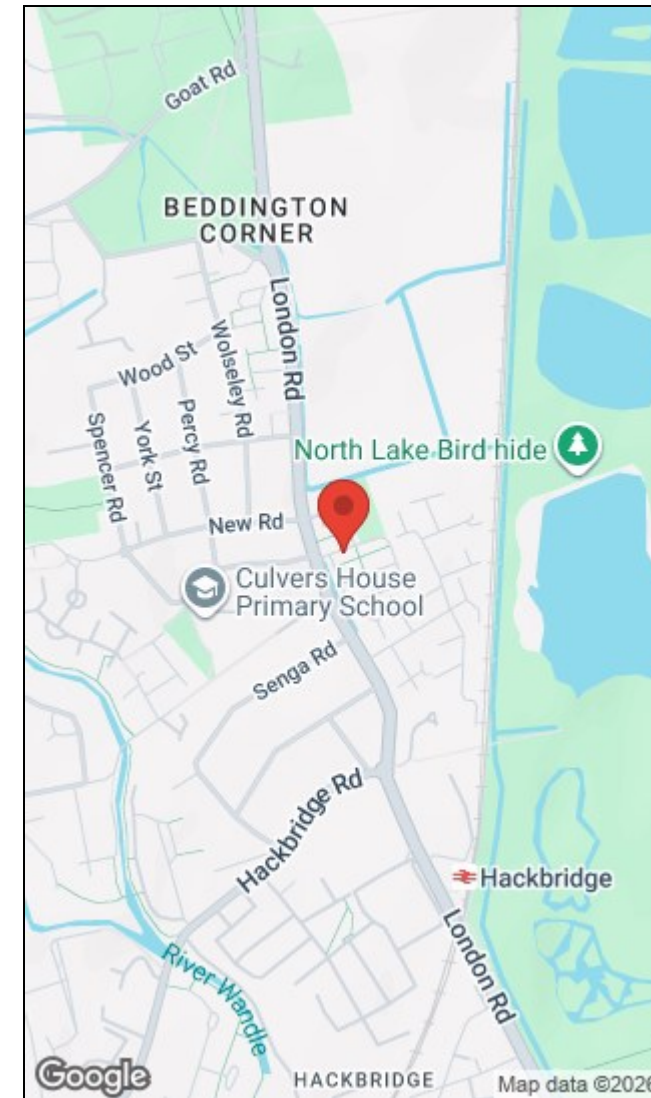 Goat Rd
BEDDINGTON
CORNER
London Rd
Wolseley Rd
Wood St
Percy Rd
York St
Spencer Rd
North Lake Bird hide
New Rd
Culvers House
Primary School
Senga Rd
Hackbridge Rd
Hackbridge
London Rd
River Wandle
HACKBRIDGE
Google
Map data ©2026